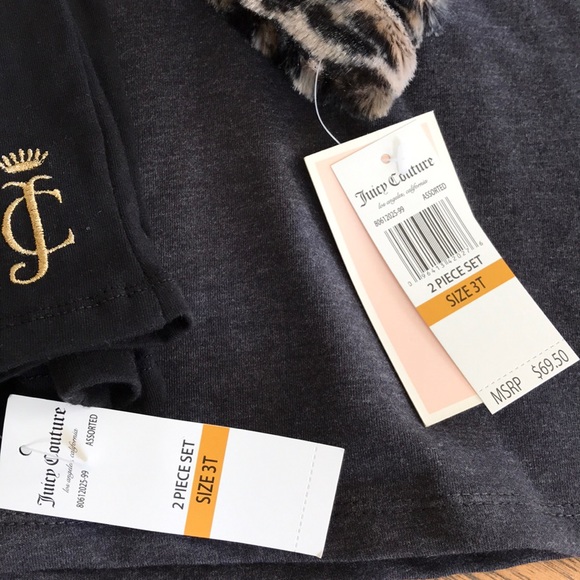 JC
Juicy Couture
los angeles, california
80612025-99 ASSORTED
2 PIECE SET
SIZE 3T
MSRP $69.50
Juicy Couture
los angeles, california
80612025-99 ASSORTED
2 PIECE SET
SIZE 3T